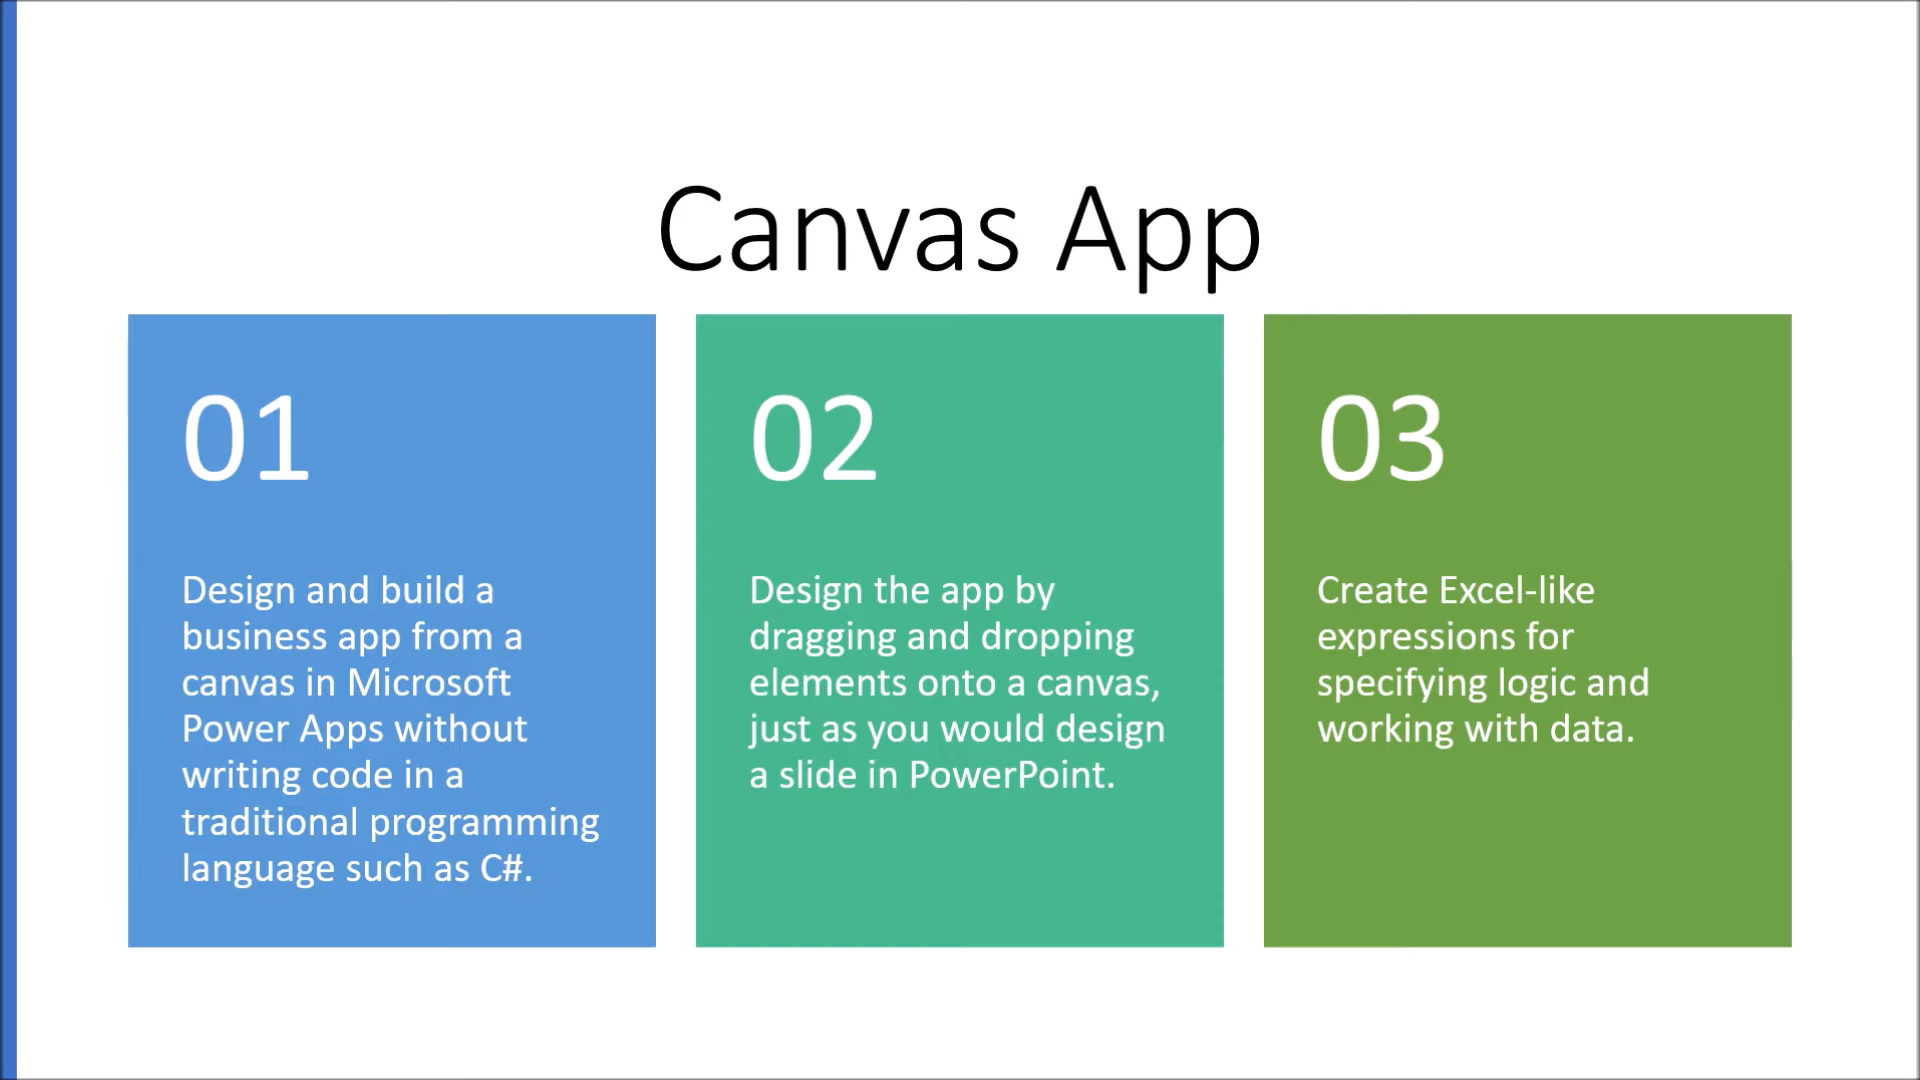 Canvas App
01
Design and build a
business app from a
canvas in Microsoft
Power Apps without
writing code in a
traditional programming
language such as C#.
02
Design the app by
dragging and dropping
elements onto a canvas,
just as you would design
a slide in PowerPoint.
03
Create Excel-like
expressions for
specifying logic and
working with data.